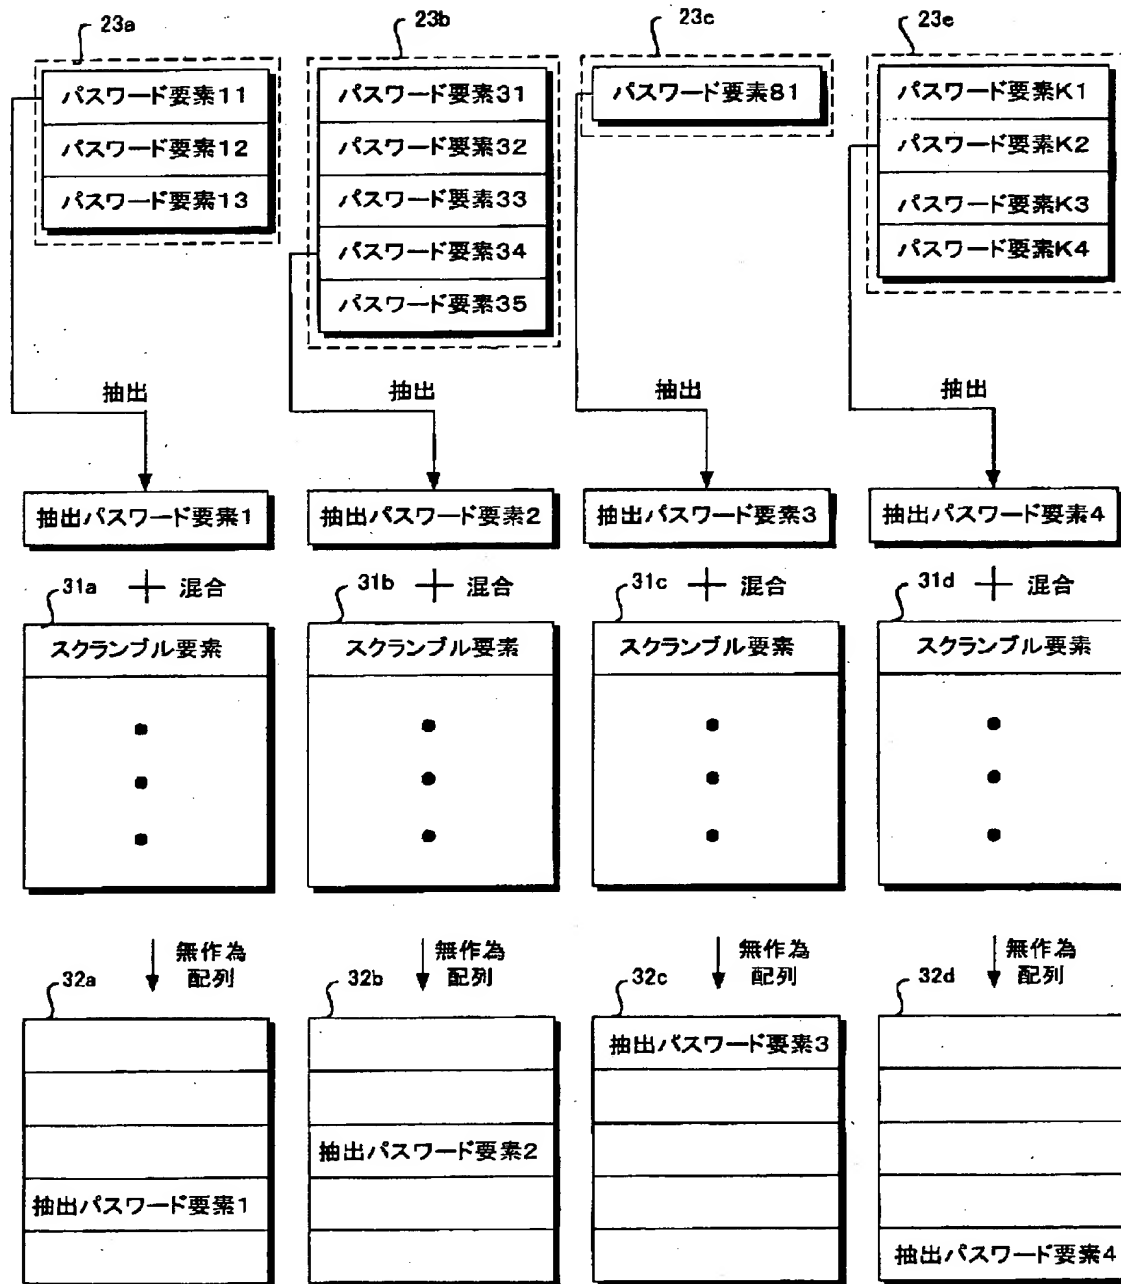 23a
23b
23c
23e
パスワード要素11
パスワード要素12
パスワード要素13
パスワード要素31
パスワード要素32
パスワード要素33
パスワード要素34
パスワード要素35
パスワード要素81
パスワード要素K1
パスワード要素K2
パスワード要素K3
パスワード要素K4
抽出
抽出
抽出
抽出
抽出パスワード要素1
抽出パスワード要素2
抽出パスワード要素3
抽出パスワード要素4
31a + 混合
31b + 混合
31c + 混合
31d + 混合
スクランブル要素
スクランブル要素
スクランブル要素
スクランブル要素
無作為
配列
無作為
配列
無作為
配列
無作為
配列
32a
32b
32c
32d
抽出パスワード要素3
抽出パスワード要素2
抽出パスワード要素1
抽出パスワード要素4